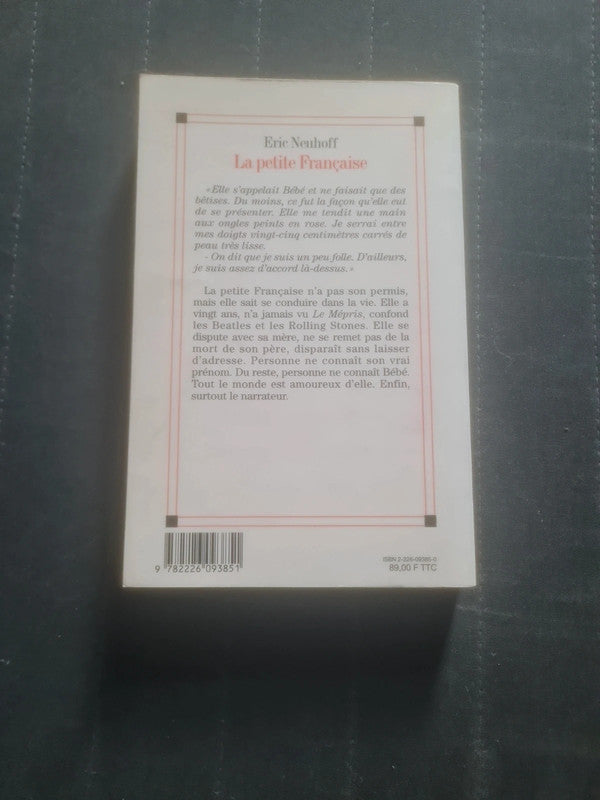 Eric Neuhoff
La petite Française
«Elle s'appelait Bébé et ne faisait que des
bêtises. Du moins, ce fut la façon qu'elle eut
de se présenter. Elle me tendit une main
aux ongles peints en rose. Je serrai entre
mes doigts vingt-cinq centimètres carrés de
peau très lisse.
- On dit que je suis un peu folle. D'ailleurs,
je suis assez d'accord là-dessus.»
La petite Française n'a pas son permis,
mais elle sait se conduire dans la vie. Elle a
vingt ans, n'a jamais vu Le Mépris, confond
les Beatles et les Rolling Stones. Elle se
dispute avec sa mère, ne se remet pas de la
mort de son père, disparaît sans laisser
d'adresse. Personne ne connaît son vrai
prénom. Du reste, personne ne connaît Bébé.
Tout le monde est amoureux d'elle. Enfin,
surtout le narrateur.
9 782226 093851
ISBN 2-226-09385-0
89,00 F TTC